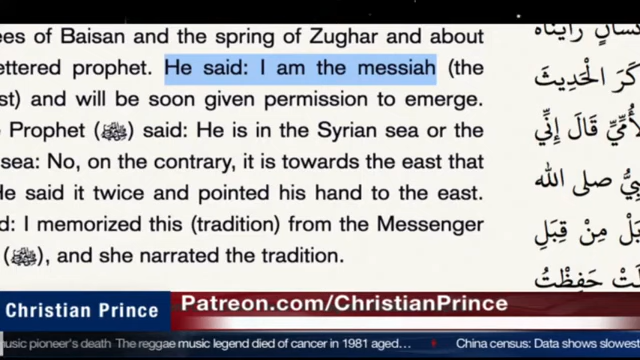 ees of Baisan and the spring of Zughar and about
ettered prophet. He said: I am the messiah (the
st) and will be soon given permission to emerge.
e Prophet (ﷺ) said: He is in the Syrian sea or the
sea: No, on the contrary, it is towards the east that
He said it twice and pointed his hand to the east.
d: I memorized this (tradition) from the Messenger
(ﷺ), and she narrated the tradition.
رَأَيْنَاهُ
كَرَ الْحَدِيثَ
لأُمِّيِّ قَالَ إِنِّي
بِيُّ صلى الله
بَلْ مِنْ قِبَلِ
لَتْ حَفِظْتُ
Christian Prince
Patreon.com/ChristianPrince
music pioneer's death The reggae music legend died of cancer in 1981 aged... China census: Data shows slowest